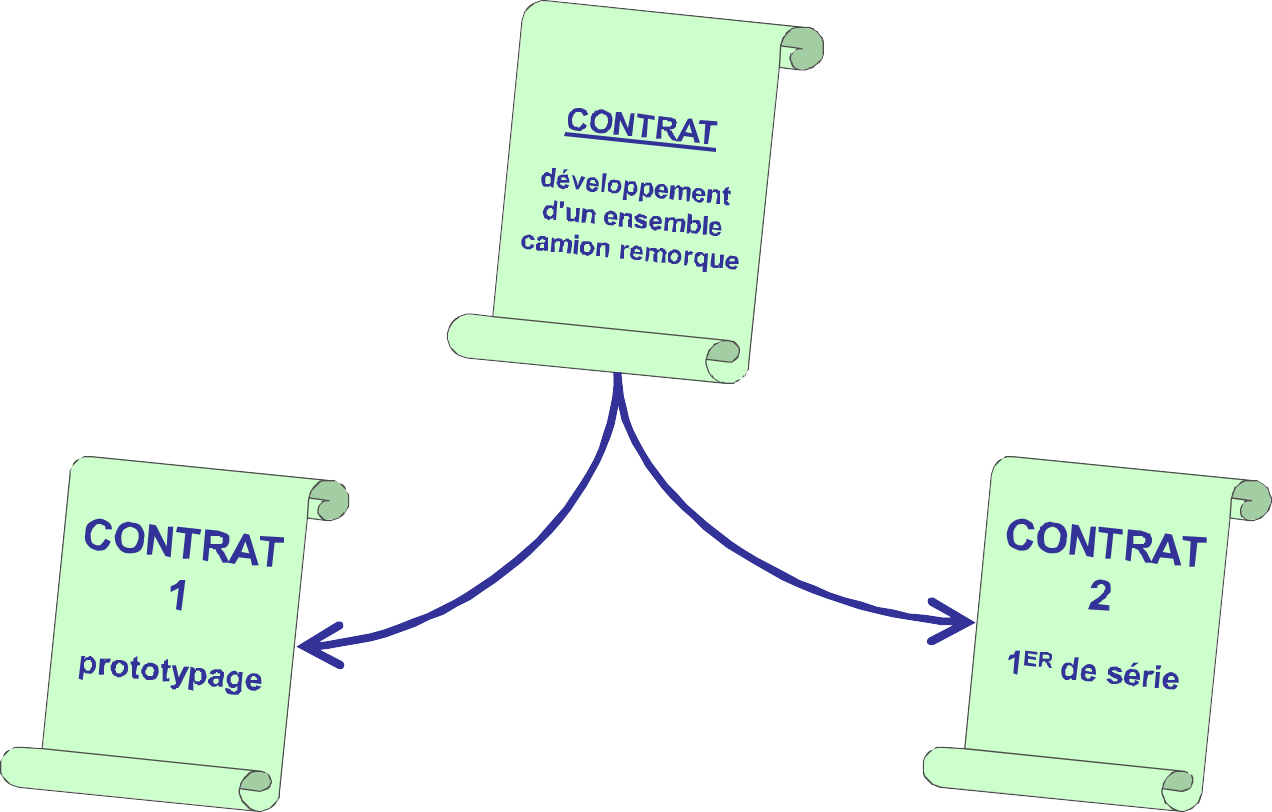 CONTRAT
développement
d'un ensemble
camion remorque
CONTRAT
1
prototypage
CONTRAT
2
1ER de série